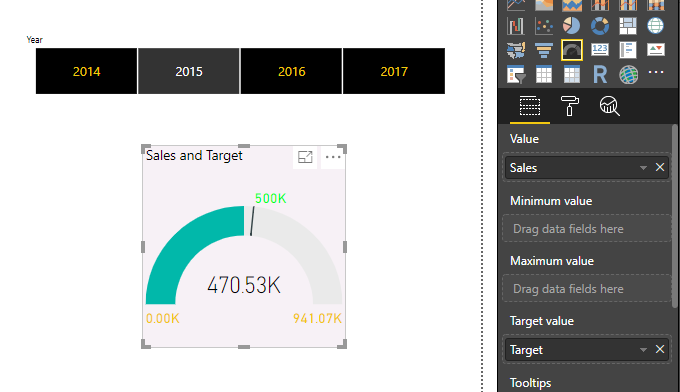 Year
2014 2015 2016 2017
Sales and Target
500K
470.53K
0.00K 941.07K
123
R
Value
Sales
Minimum value
Drag data fields here
Maximum value
Drag data fields here
Target value
Target
Tooltips